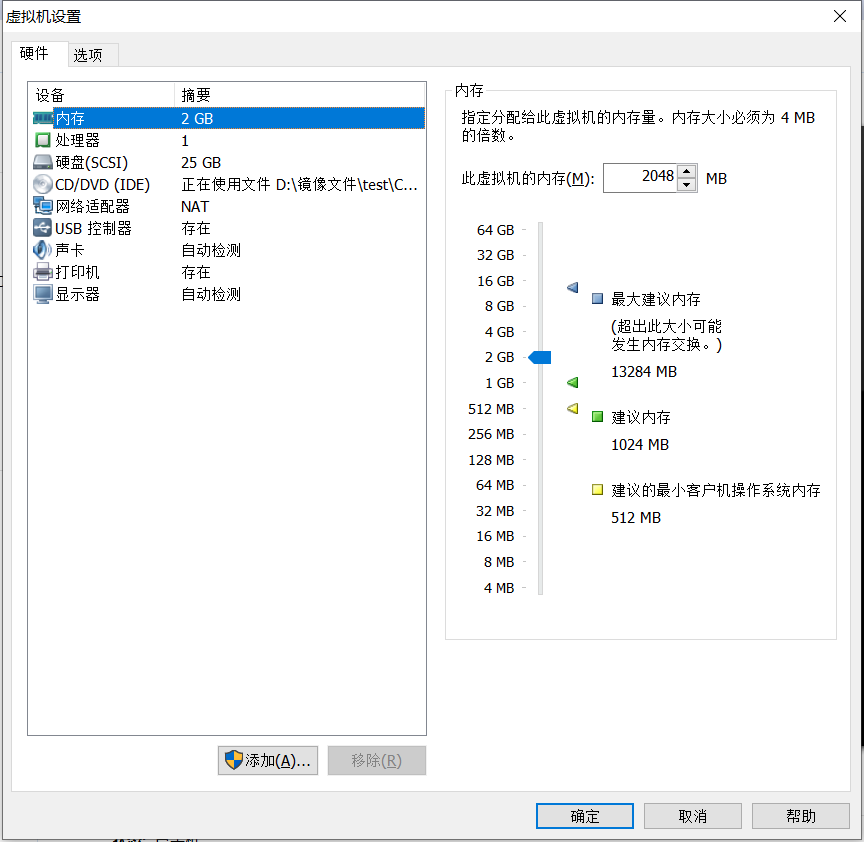 虚拟机设置
硬件 选项
设备 摘要
内存 2 GB
处理器 1
硬盘(SCSI) 25 GB
CD/DVD (IDE) 正在使用文件 D:\镜像文件\test\C...
网络适配器 NAT
USB 控制器 存在
声卡 自动检测
打印机 存在
显示器 自动检测
添加(A)... 移除(R)
内存
指定分配给此虚拟机的内存量。内存大小必须为 4 MB
的倍数。
此虚拟机的内存(M): 2048 MB
64 GB
32 GB
16 GB
8 GB
4 GB
2 GB
1 GB
512 MB
256 MB
128 MB
64 MB
32 MB
16 MB
8 MB
4 MB
最大建议内存
(超出此大小可能
发生内存交换。)
13284 MB
建议内存
1024 MB
建议的最小客户机操作系统内存
512 MB
确定 取消 帮助